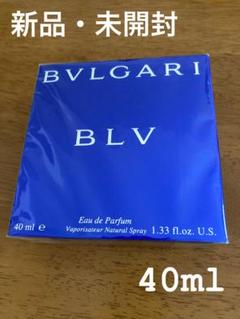 新品・未開封
BVLGARI
BLV
Eau de Parfum
40 ml e Vaporisateur Natural Spray 1.33 fl.oz. U.S.
40ml